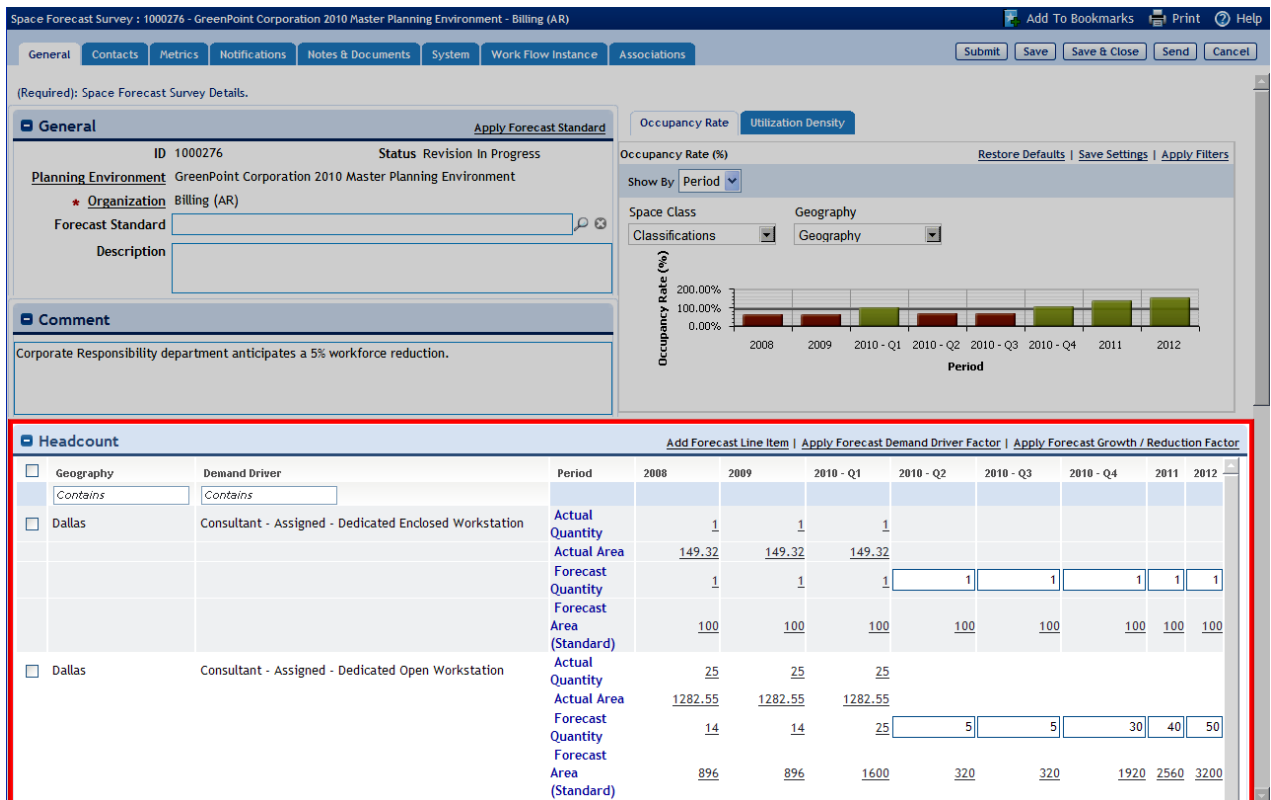 Space Forecast Survey : 1000276 - GreenPoint Corporation 2010 Master Planning Environment - Billing (AR) Add To Bookmarks Print Help
General Contacts Metrics Notifications Notes & Documents System Work Flow Instance Associations Submit Save Save & Close Send Cancel
(Required): Space Forecast Survey Details.
General Apply Forecast Standard
ID 1000276 Status Revision In Progress
Planning Environment GreenPoint Corporation 2010 Master Planning Environment
* Organization Billing (AR)
Forecast Standard
Description
Comment
Corporate Responsibility department anticipates a 5% workforce reduction.
Occupancy Rate Utilization Density
Occupancy Rate (%) Restore Defaults | Save Settings | Apply Filters
Show By Period
Space Class Geography
Classifications Geography
Occupancy Rate (%)
200.00%
100.00%
0.00%
2008 2009 2010 - Q1 2010 - Q2 2010 - Q3 2010 - Q4 2011 2012
Period
Headcount Add Forecast Line Item | Apply Forecast Demand Driver Factor | Apply Forecast Growth / Reduction Factor
Geography Demand Driver Period 2008 2009 2010 - Q1 2010 - Q2 2010 - Q3 2010 - Q4 2011 2012
Contains Contains
Dallas Consultant - Assigned - Dedicated Enclosed Workstation Actual Quantity 1 1 1
Actual Area 149.32 149.32 149.32
Forecast Quantity 1 1 1 1 1 1 1 1
Forecast Area (Standard) 100 100 100 100 100 100 100 100
Dallas Consultant - Assigned - Dedicated Open Workstation Actual Quantity 25 25 25
Actual Area 1282.55 1282.55 1282.55
Forecast Quantity 14 14 25 5 5 30 40 50
Forecast Area (Standard) 896 896 1600 320 320 1920 2560 3200